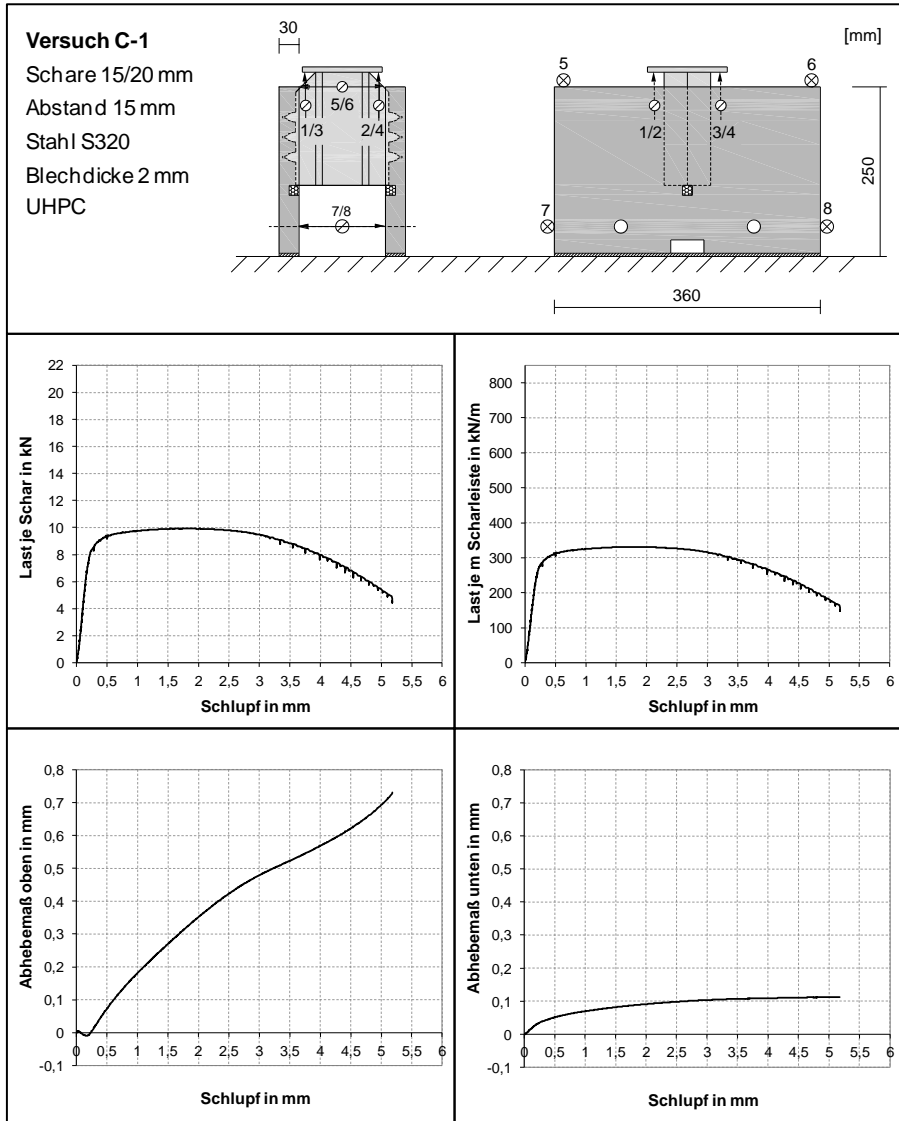 Versuch C-1
Schare 15/20 mm
Abstand 15 mm
Stahl S320
Blechdicke 2 mm
UHPC
30
5/6
1/3
2/4
7/8
[mm]
5
6
1/2
3/4
7
8
250
360
Last je Schar in kN
22
20
18
16
14
12
10
8
6
4
2
0
0 0,5 1 1,5 2 2,5 3 3,5 4 4,5 5 5,5 6
Schlupf in mm
Last je m Scharleiste in kN/m
800
700
600
500
400
300
200
100
0
0 0,5 1 1,5 2 2,5 3 3,5 4 4,5 5 5,5 6
Schlupf in mm
Abhebemaß oben in mm
0,8
0,7
0,6
0,5
0,4
0,3
0,2
0,1
0
-0,1
0 0,5 1 1,5 2 2,5 3 3,5 4 4,5 5 5,5 6
Schlupf in mm
Abhebemaß unten in mm
0,8
0,7
0,6
0,5
0,4
0,3
0,2
0,1
0
-0,1
0 0,5 1 1,5 2 2,5 3 3,5 4 4,5 5 5,5 6
Schlupf in mm